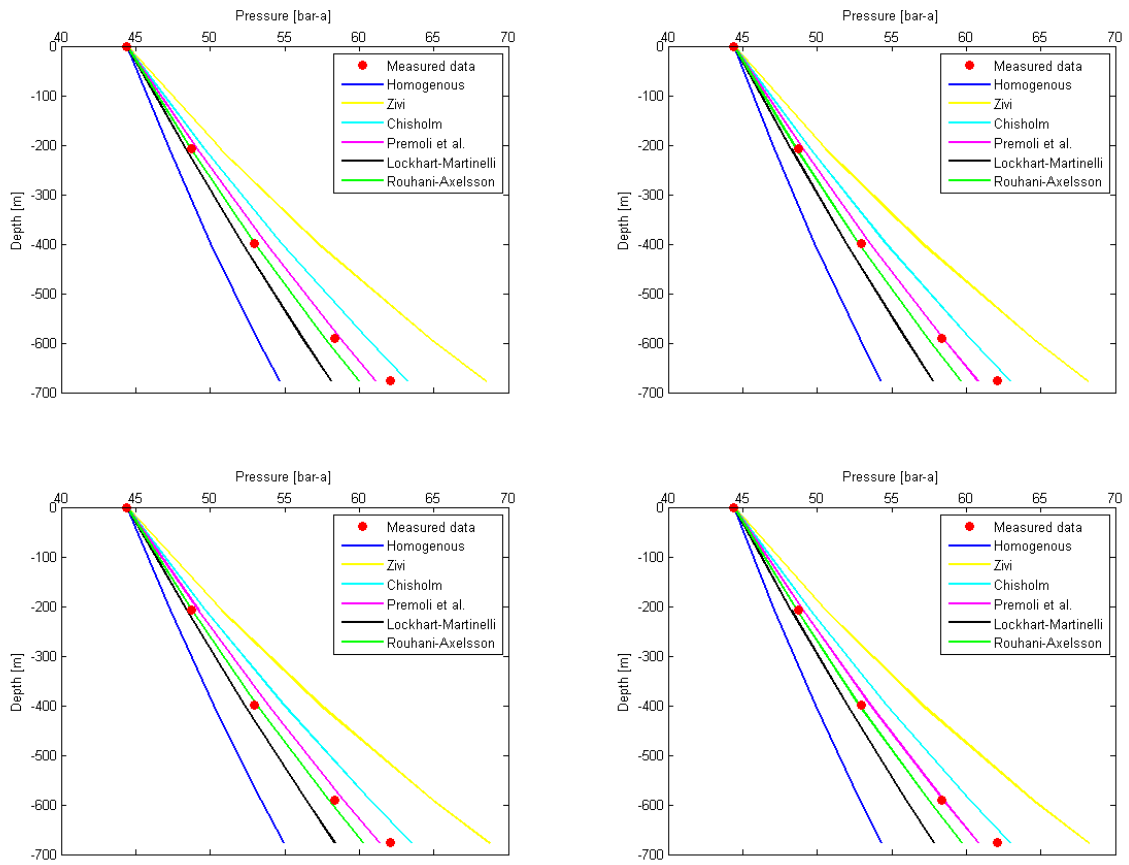 Pressure [bar-a]
40 45 50 55 60 65 70
0
-100
-200
-300
-400
-500
-600
-700
Depth [m]
Measured data
Homogenous
Zivi
Chisholm
Premoli et al.
Lockhart-Martinelli
Rouhani-Axelsson
Pressure [bar-a]
40 45 50 55 60 65 70
0
-100
-200
-300
-400
-500
-600
-700
Depth [m]
Measured data
Homogenous
Zivi
Chisholm
Premoli et al.
Lockhart-Martinelli
Rouhani-Axelsson
Pressure [bar-a]
40 45 50 55 60 65 70
0
-100
-200
-300
-400
-500
-600
-700
Depth [m]
Measured data
Homogenous
Zivi
Chisholm
Premoli et al.
Lockhart-Martinelli
Rouhani-Axelsson
Pressure [bar-a]
40 45 50 55 60 65 70
0
-100
-200
-300
-400
-500
-600
-700
Depth [m]
Measured data
Homogenous
Zivi
Chisholm
Premoli et al.
Lockhart-Martinelli
Rouhani-Axelsson